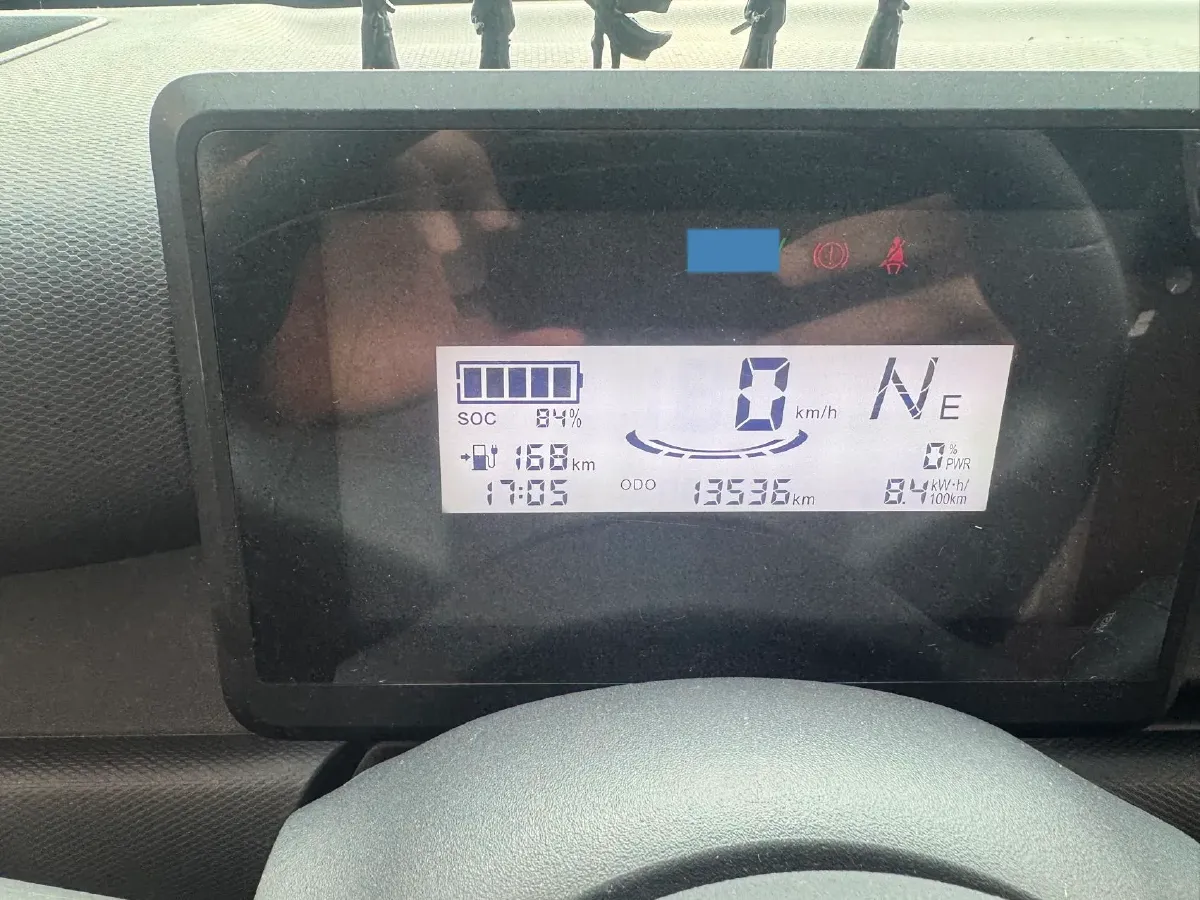 0 km/h N E
SOC 84%
168 km
0 % PWR
17:05 ODO 13536 km 8.4 kW·h/100km